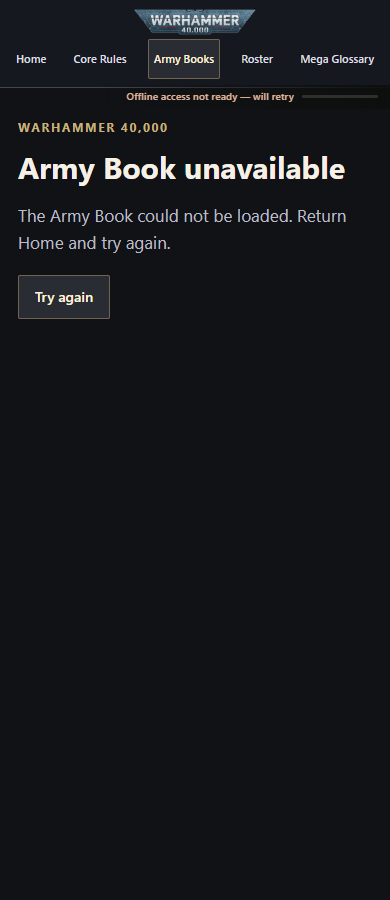 WARHAMMER
40,000
Home
Core Rules
Army Books
Roster
Mega Glossary
Offline access not ready — will retry
WARHAMMER 40,000
Army Book unavailable
The Army Book could not be loaded. Return
Home and try again.
Try again